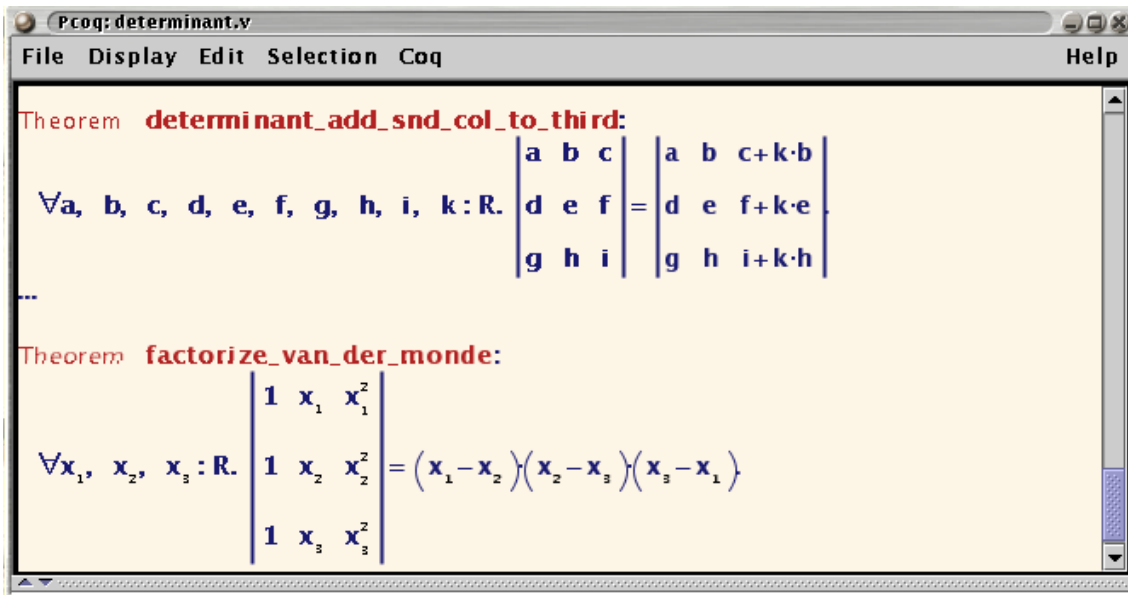 Pcoq: determinant.v
File Display Edit Selection Coq Help
Theorem determinant_add_snd_col_to_third:
∀a, b, c, d, e, f, g, h, i, k : R. |a b c| = |a b c+k·b|
|d e f| |d e f+k·e|.
|g h i| |g h i+k·h|
...
Theorem factorize_van_der_monde:
∀x₁, x₂, x₃ : R. |1 x₁ x₁²| = (x₁−x₂)·(x₂−x₃)·(x₃−x₁).
|1 x₂ x₂²|
|1 x₃ x₃²|